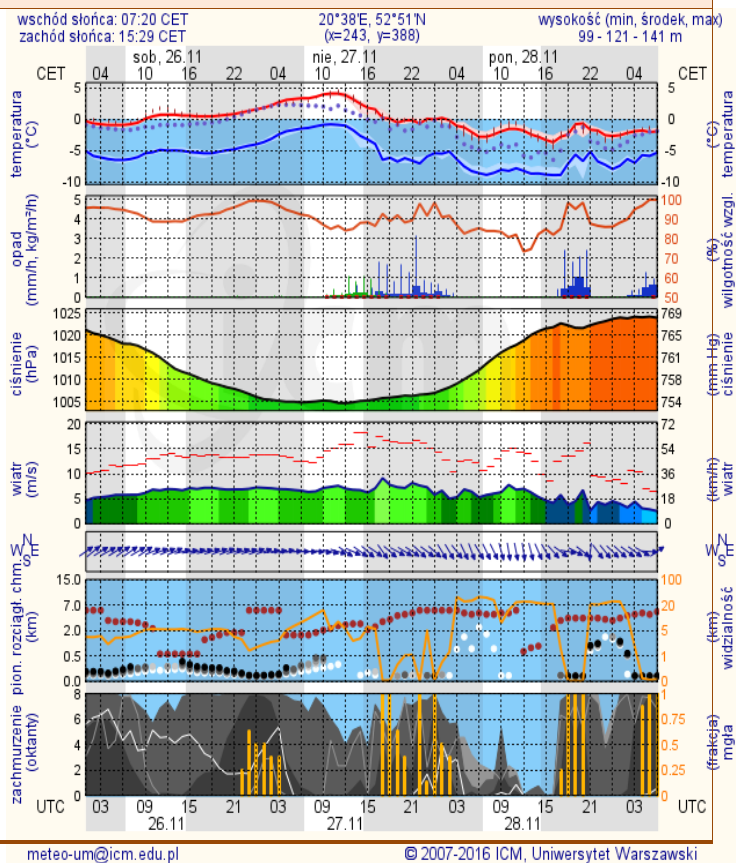 wschód słońca: 07:20 CET 20°38'E, 52°51'N wysokość (min, środek, max)
zachód słońca: 15:29 CET (x=243, y=388) 99 - 121 - 141 m
sob, 26.11 nie, 27.11 pon, 28.11
CET 04 10 16 22 04 10 16 22 04 10 16 22 04 CET
temperatura
(°C)
5
0
-5
-10
5
0
-5
-10
(°C)
temperatura
opad
(mm/h, kg/m²/h)
5
4
3
2
1
0
100
90
80
70
60
50
(%)
wilgotność wzgl.
ciśnienie
(hPa)
1025
1020
1015
1010
1005
769
765
761
758
754
(mm Hg)
ciśnienie
wiatr
(m/s)
20
15
10
5
0
72
54
36
18
0
(km/h)
wiatr
N
W E
S
N
W E
S
pion. rozciągł. chm.
(km)
15.0
7.0
2.0
0.5
0.0
100
20
5
1
0
(km)
widzialność
zachmurzenie
(oktanty)
8
6
4
2
0
1
0.75
0.5
0.25
0
(frakcja)
mgła
UTC 03 09 15 21 03 09 15 21 03 09 15 21 03 UTC
26.11 27.11 28.11
meteo-um@icm.edu.pl © 2007-2016 ICM, Uniwersytet Warszawski